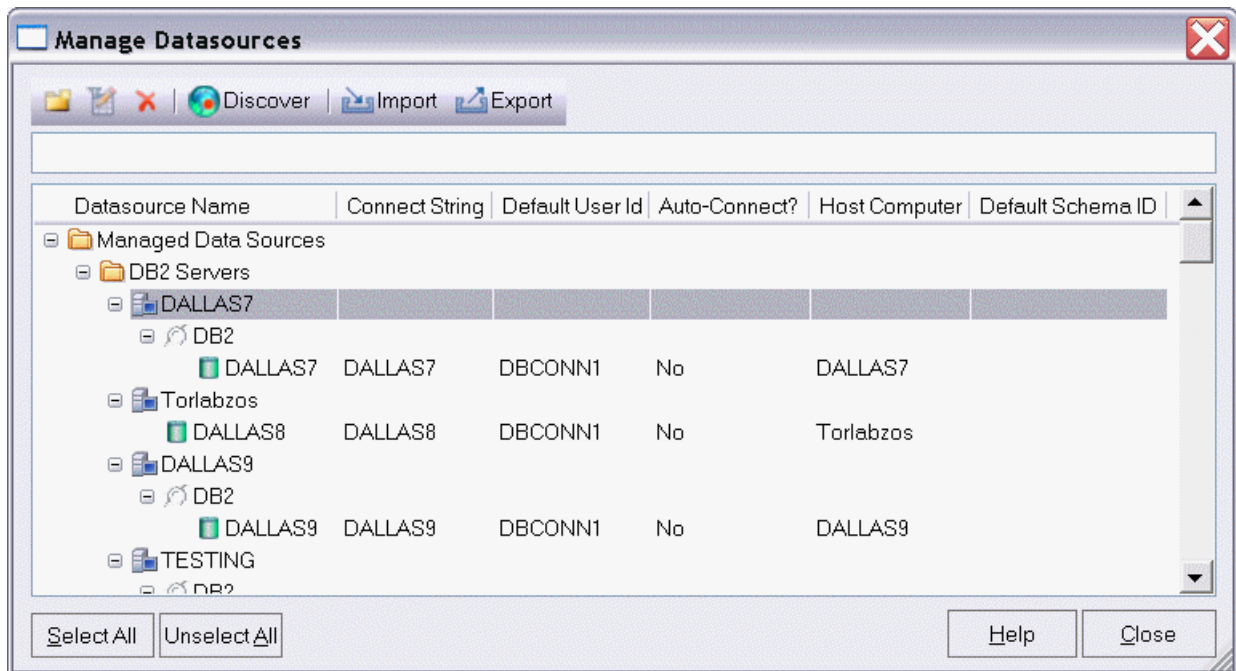 Manage Datasources
Discover Import Export
Datasource Name Connect String Default User Id Auto-Connect? Host Computer Default Schema ID
Managed Data Sources
DB2 Servers
DALLAS7
DB2
DALLAS7 DALLAS7 DBCONN1 No DALLAS7
Torlabzos
DALLAS8 DALLAS8 DBCONN1 No Torlabzos
DALLAS9
DB2
DALLAS9 DALLAS9 DBCONN1 No DALLAS9
TESTING
DB2
Select All Unselect All Help Close